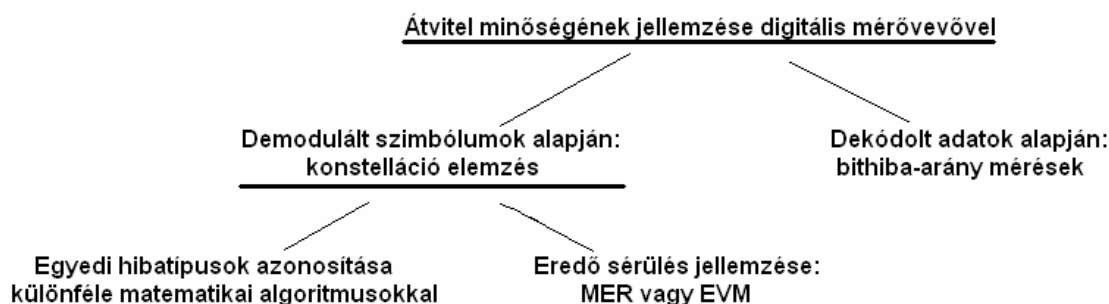 Átvitel minőségének jellemzése digitális mérővevővel
Demodulált szimbólumok alapján:
konstelláció elemzés
Dekódolt adatok alapján:
bithiba-arány mérések
Egyedi hibatípusok azonosítása
különféle matematikai algoritmusokkal
Eredő sérülés jellemzése:
MER vagy EVM